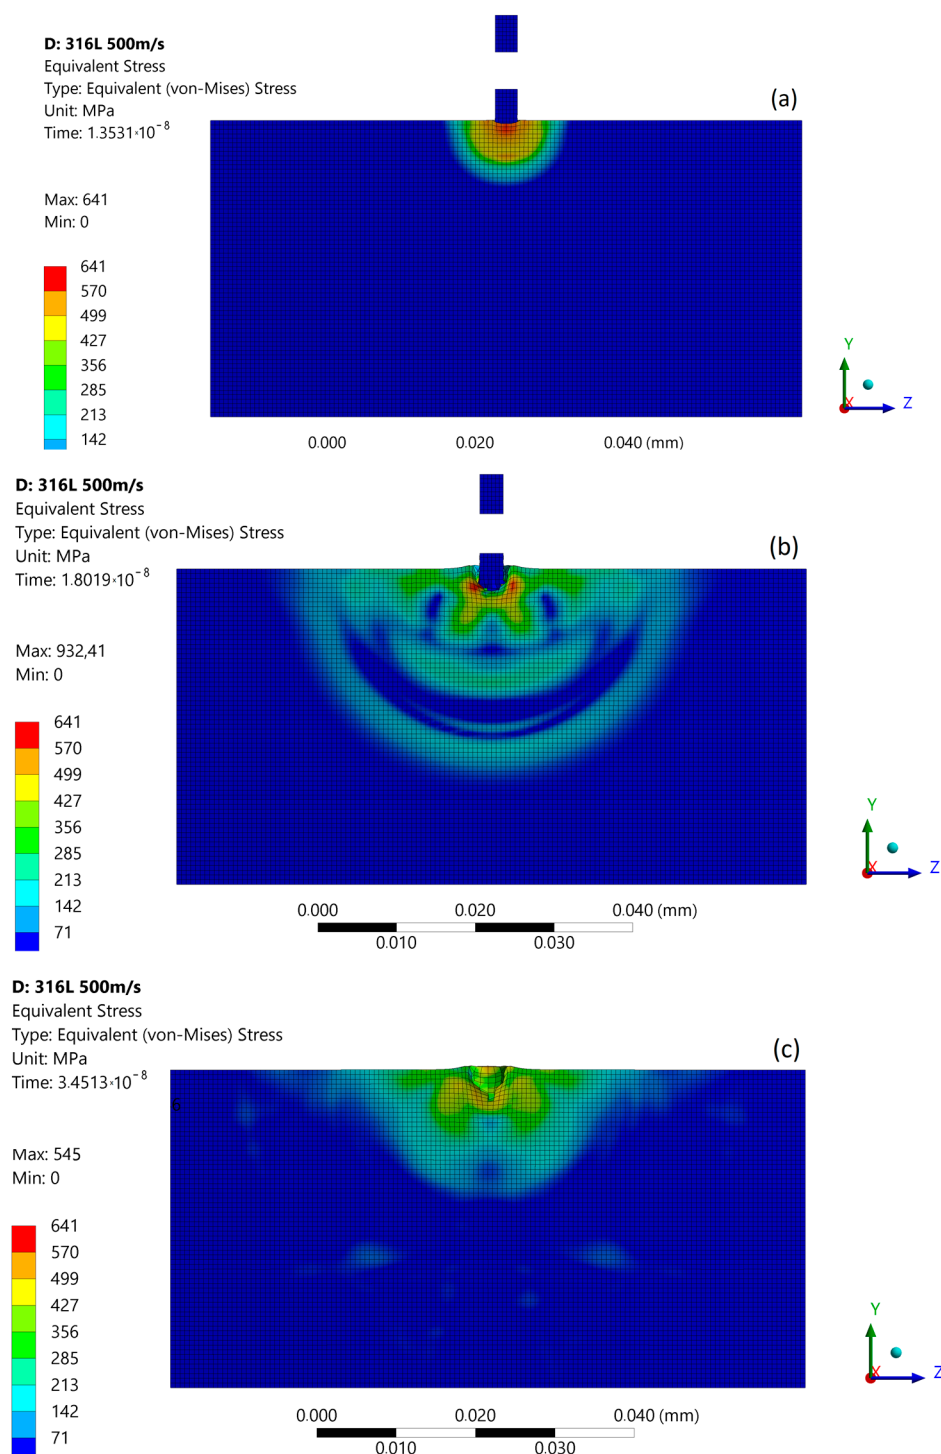 D: 316L 500m/s
Equivalent Stress
Type: Equivalent (von-Mises) Stress
Unit: MPa
Time: 1.3531×10⁻⁸
(a)
Max: 641
Min: 0
641
570
499
427
356
285
213
142
Y
X
Z
0.000 0.020 0.040 (mm)
D: 316L 500m/s
Equivalent Stress
Type: Equivalent (von-Mises) Stress
Unit: MPa
Time: 1.8019×10⁻⁸
(b)
Max: 932,41
Min: 0
641
570
499
427
356
285
213
142
71
Y
X
Z
0.000 0.020 0.040 (mm)
0.010 0.030
D: 316L 500m/s
Equivalent Stress
Type: Equivalent (von-Mises) Stress
Unit: MPa
Time: 3.4513×10⁻⁸
(c)
6
Max: 545
Min: 0
641
570
499
427
356
285
213
142
71
Y
X
Z
0.000 0.020 0.040 (mm)
0.010 0.030